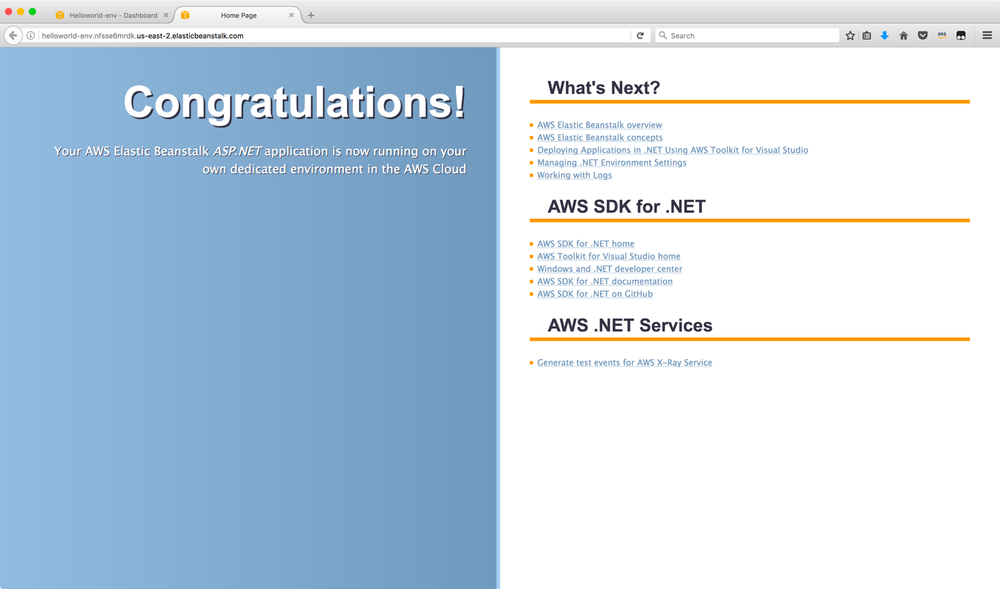 Helloworld-env - Dashboard
Home Page
helloworld-env.nfsse6mrdk.us-east-2.elasticbeanstalk.com
Search
aea
Congratulations!
Your AWS Elastic Beanstalk ASP.NET application is now running on your
own dedicated environment in the AWS Cloud
What's Next?
AWS Elastic Beanstalk overview
AWS Elastic Beanstalk concepts
Deploying Applications in .NET Using AWS Toolkit for Visual Studio
Managing .NET Environment Settings
Working with Logs
AWS SDK for .NET
AWS SDK for .NET home
AWS Toolkit for Visual Studio home
Windows and .NET developer center
AWS SDK for .NET documentation
AWS SDK for .NET on GitHub
AWS .NET Services
Generate test events for AWS X-Ray Service